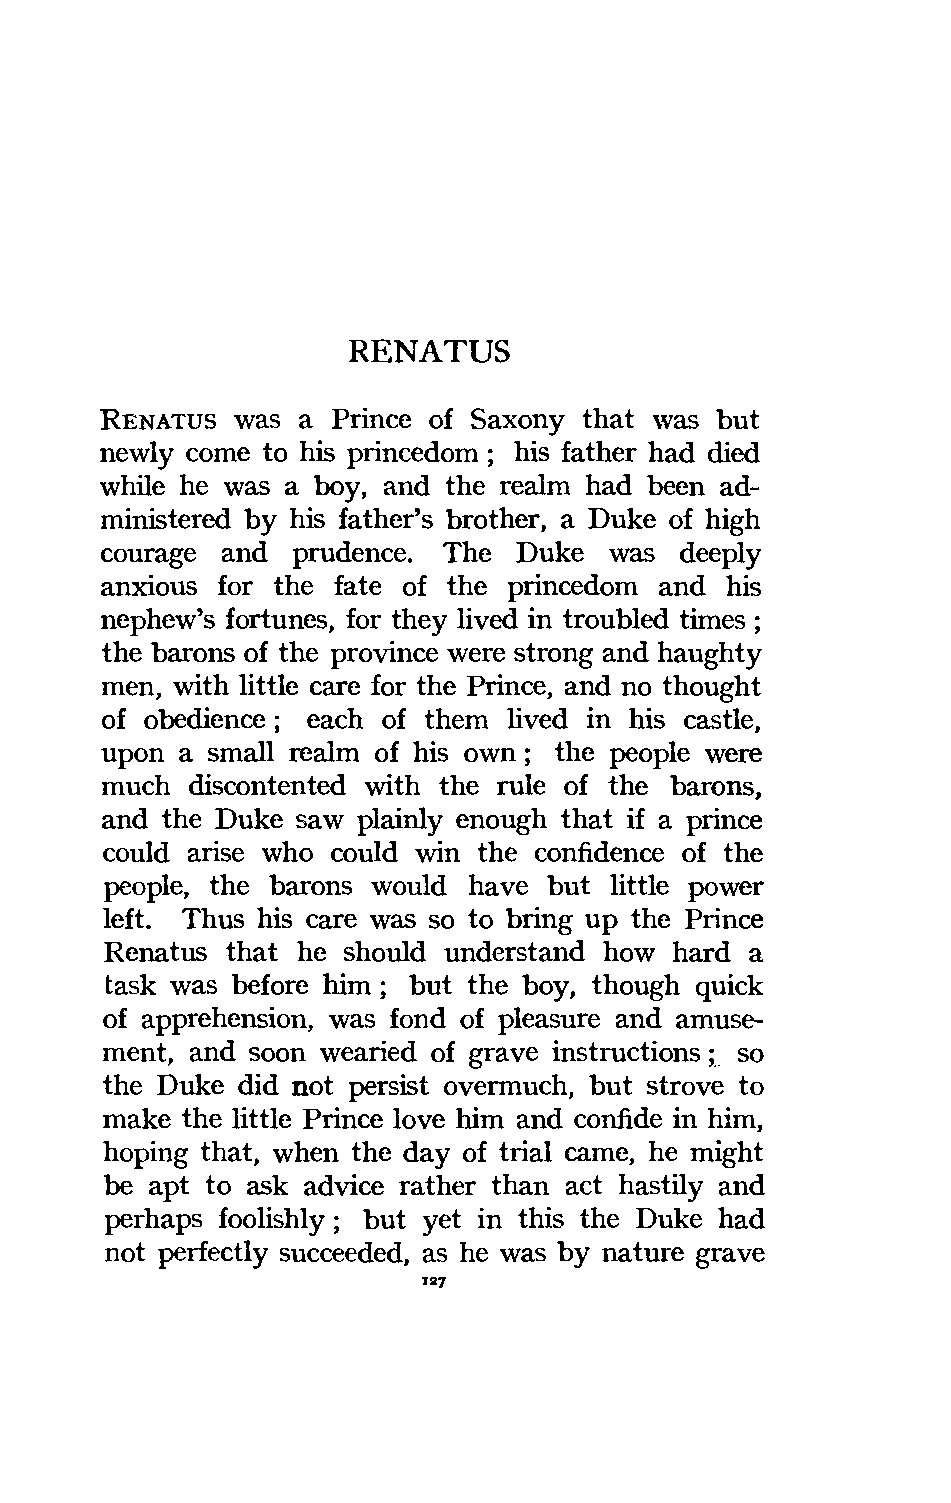 RENATUS
RENATUS was a Prince of Saxony that was but
newly come to his princedom ; his father had died
while he was a boy, and the realm had been ad-
ministered by his father's brother, a Duke of high
courage and prudence. The Duke was deeply
anxious for the fate of the princedom and his
nephew's fortunes, for they lived in troubled times ;
the barons of the province were strong and haughty
men, with little care for the Prince, and no thought
of obedience ; each of them lived in his castle,
upon a small realm of his own ; the people were
much discontented with the rule of the barons,
and the Duke saw plainly enough that if a prince
could arise who could win the confidence of the
people, the barons would have but little power
left. Thus his care was so to bring up the Prince
Renatus that he should understand how hard a
task was before him ; but the boy, though quick
of apprehension, was fond of pleasure and amuse-
ment, and soon wearied of grave instructions ; so
the Duke did not persist overmuch, but strove to
make the little Prince love him and confide in him,
hoping that, when the day of trial came, he might
be apt to ask advice rather than act hastily and
perhaps foolishly ; but yet in this the Duke had
not perfectly succeeded, as he was by nature grave
127